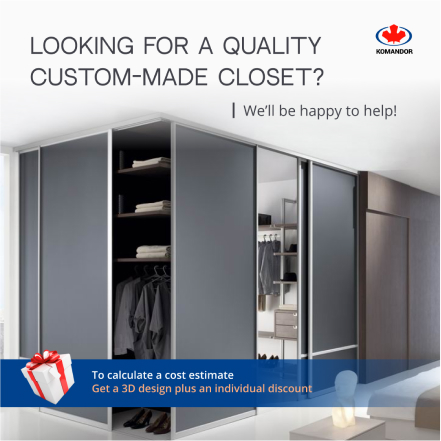 LOOKING FOR A QUALITY
CUSTOM-MADE CLOSET?
KOMANDOR
We'll be happy to help!
To calculate a cost estimate
Get a 3D design plus an individual discount